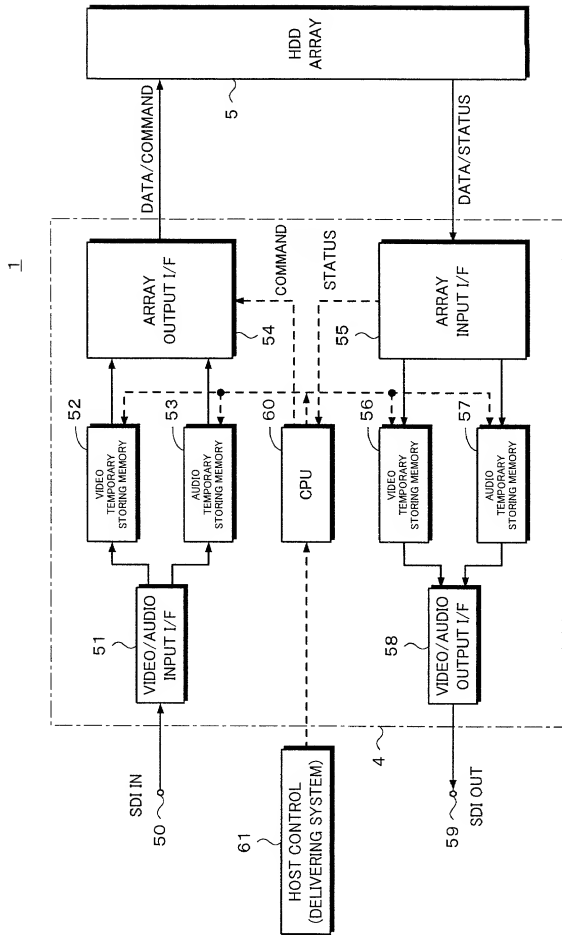 1
SDI IN
50
51
VIDEO/AUDIO
INPUT I/F
52
VIDEO
TEMPORARY
STORING MEMORY
53
AUDIO
TEMPORARY
STORING MEMORY
ARRAY
OUTPUT I/F
54
DATA/COMMAND
HDD
ARRAY
5
HOST CONTROL
(DELIVERING SYSTEM)
61
60
CPU
COMMAND
STATUS
4
SDI OUT
59
58
VIDEO/AUDIO
OUTPUT I/F
56
VIDEO
TEMPORARY
STORING MEMORY
57
AUDIO
TEMPORARY
STORING MEMORY
55
ARRAY
INPUT I/F
DATA/STATUS